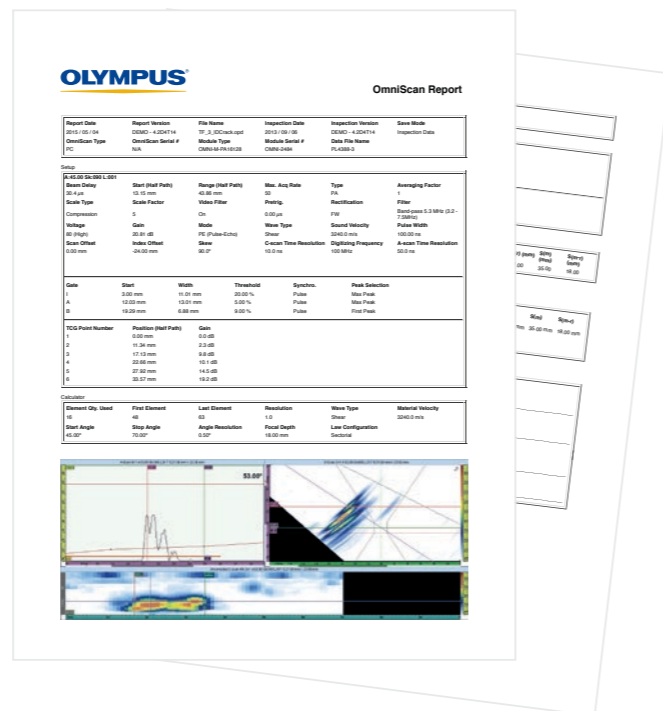 OLYMPUS
OmniScan Report
Report Date Report Version File Name Inspection Date Inspection Version Save Mode
2015 / 05 / 04 DEMO - 4.2D4T14 TF_3_IDCrack.opd 2013 / 09 / 06 DEMO - 4.2D4T14 Inspection Data
OmniScan Type OmniScan Serial # Module Type Module Serial # Data File Name
PC N/A OMNI-M-PA16128 OMNI-2484 PL4388-3
Setup
A:45.00 Sk:090 L:001
Beam Delay Start (Half Path) Range (Half Path) Max. Acq Rate Type Averaging Factor
30.4 µs 13.15 mm 40.86 mm 50 PA 1
Scale Type Scale Factor Video Filter Pretrig. Rectification Filter
Compression 5 On 0.00 µs FW Band-pass 5.3 MHz (3.2 -
7.5MHz)
Voltage Gain Mode Wave Type Sound Velocity Pulse Width
80 (High) 20.81 dB PE (Pulse-Echo) Shear 3240.0 m/s 100.00 ns
Scan Offset Index Offset Skew C-scan Time Resolution Digitizing Frequency A-scan Time Resolution
0.00 mm -24.00 mm 90.0° 10.0 ns 100 MHz 50.0 ns
Gate Start Width Threshold Synchro. Peak Selection
I 3.00 mm 11.01 mm 20.00 % Pulse Max Peak
A 12.03 mm 13.01 mm 5.00 % Pulse Max Peak
B 19.29 mm 6.88 mm 9.00 % Pulse First Peak
TCG Point Number Position (Half Path) Gain
1 0.00 mm 0.0 dB
2 11.34 mm 2.3 dB
3 17.13 mm 9.8 dB
4 22.66 mm 10.1 dB
5 27.92 mm 14.5 dB
6 33.57 mm 19.2 dB
Calculator
Element Qty. Used First Element Last Element Resolution Wave Type Material Velocity
16 48 63 1.0 Shear 3240.0 m/s
Start Angle Stop Angle Angle Resolution Focal Depth Law Configuration
45.00° 70.00° 0.50° 18.00 mm Sectorial
53.00°